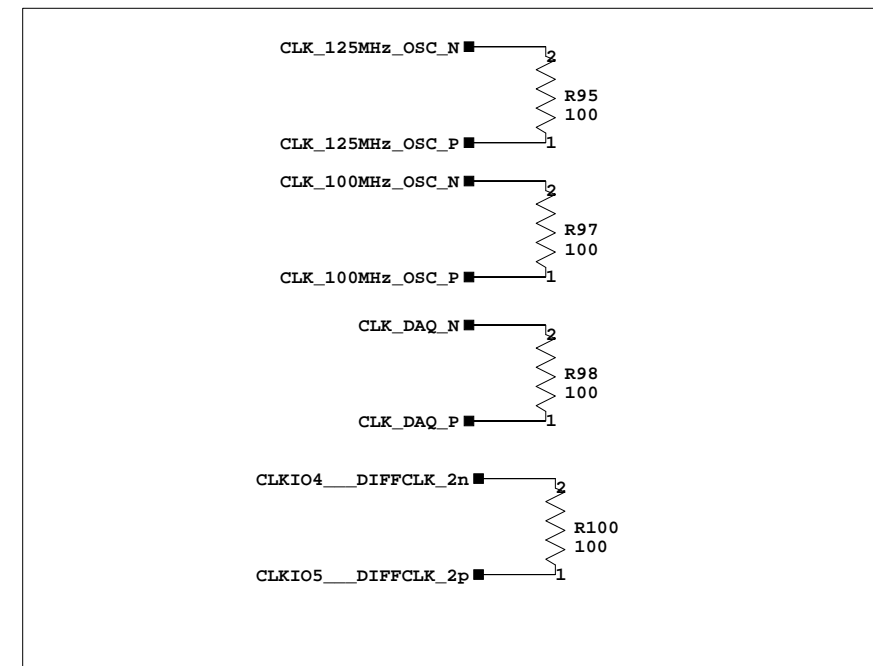 CLK_125MHz_OSC_N
2
R95
100
CLK_125MHz_OSC_P
1
CLK_100MHz_OSC_N
2
R97
100
CLK_100MHz_OSC_P
1
CLK_DAQ_N
2
R98
100
CLK_DAQ_P
1
CLKIO4___DIFFCLK_2n
2
R100
100
CLKIO5___DIFFCLK_2p
1